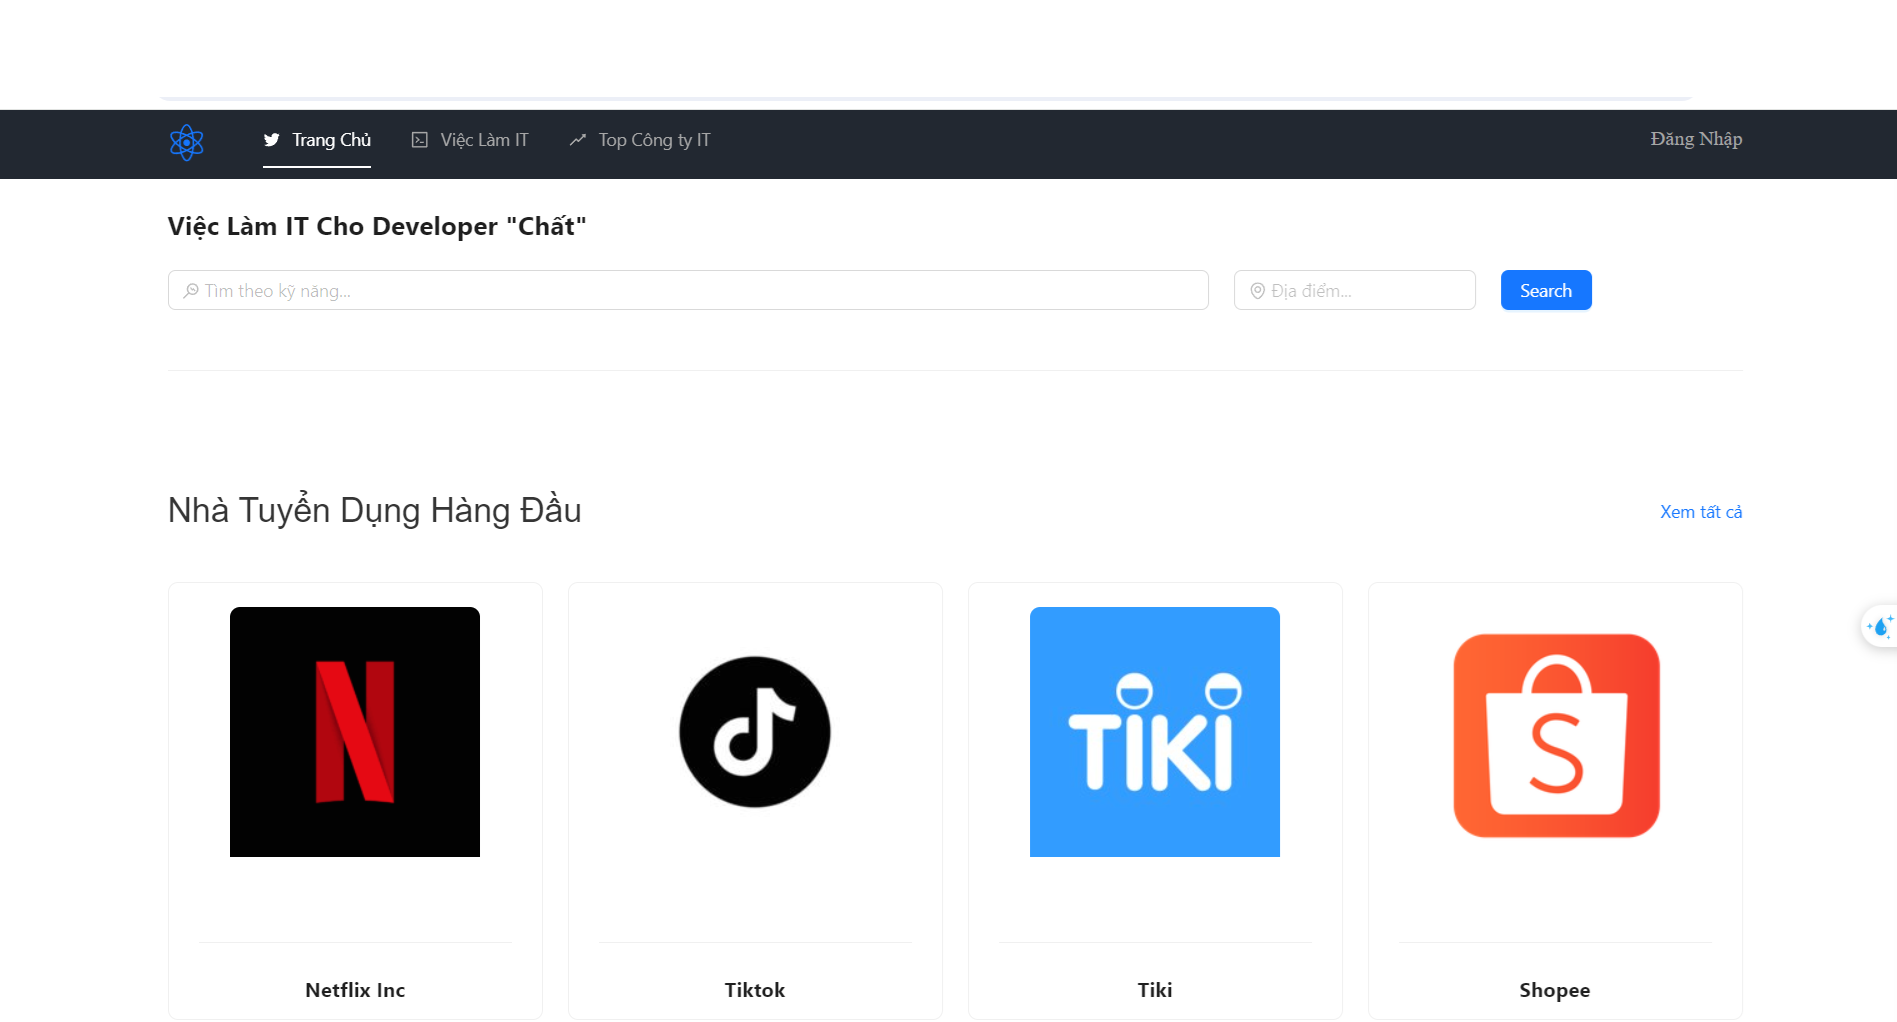 Trang Chủ Việc Làm IT Top Công ty IT Đăng Nhập
Việc Làm IT Cho Developer "Chất"
Tìm theo kỹ năng... Địa điểm... Search
Nhà Tuyển Dụng Hàng Đầu Xem tất cả
N TIKI S
Netflix Inc Tiktok Tiki Shopee